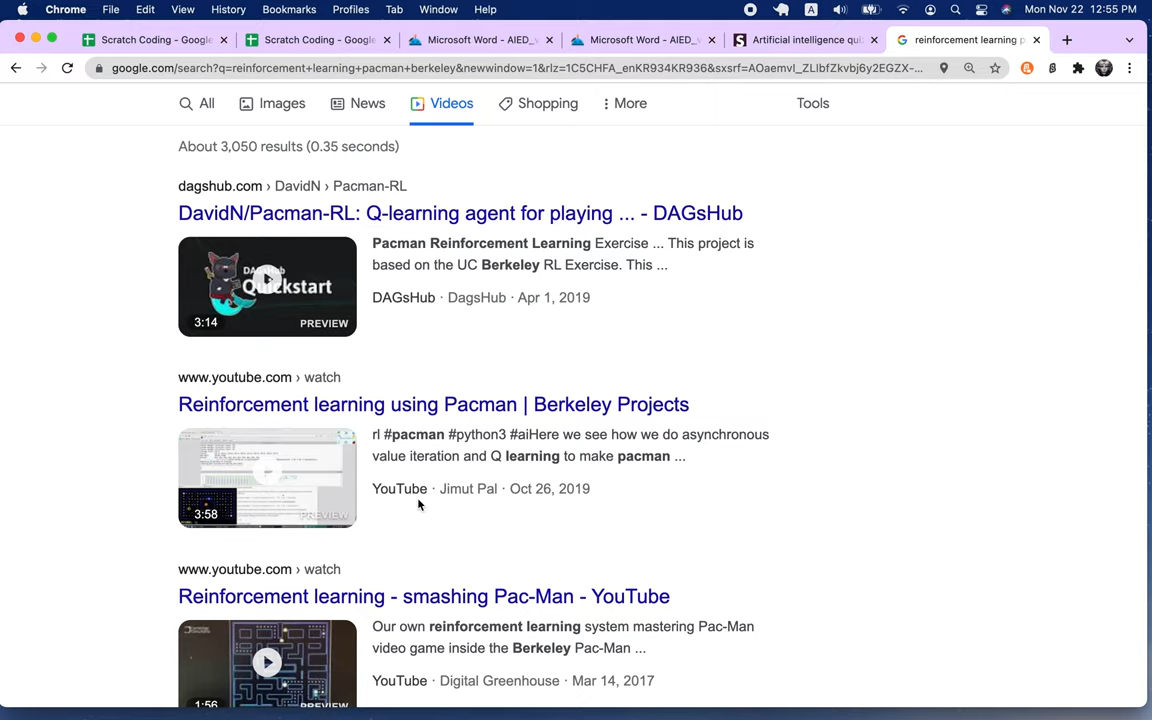 Chrome File Edit View History Bookmarks Profiles Tab Window Help A Mon Nov 22 12:55 PM
Scratch Coding - Google Scratch Coding - Google Microsoft Word - AIED_v Microsoft Word - AIED_v Artificial intelligence quiz reinforcement learning p
google.com/search?q=reinforcement+learning+pacman+berkeley&newwindow=1&rlz=1C5CHFA_enKR934KR936&sxsrf=AOaemvI_ZLIbfZkvbj6y2EGZX-...
All Images News Videos Shopping More Tools
About 3,050 results (0.35 seconds)
dagshub.com › DavidN › Pacman-RL
DavidN/Pacman-RL: Q-learning agent for playing ... - DAGsHub
Pacman Reinforcement Learning Exercise ... This project is
based on the UC Berkeley RL Exercise. This ...
DAGsHub · DagsHub · Apr 1, 2019
Quickstart
3:14 PREVIEW
www.youtube.com › watch
Reinforcement learning using Pacman | Berkeley Projects
rl #pacman #python3 #aiHere we see how we do asynchronous
value iteration and Q learning to make pacman ...
YouTube · Jimut Pal · Oct 26, 2019
3:58 PREVIEW
www.youtube.com › watch
Reinforcement learning - smashing Pac-Man - YouTube
Our own reinforcement learning system mastering Pac-Man
video game inside the Berkeley Pac-Man ...
YouTube · Digital Greenhouse · Mar 14, 2017
1:56 PREVIEW